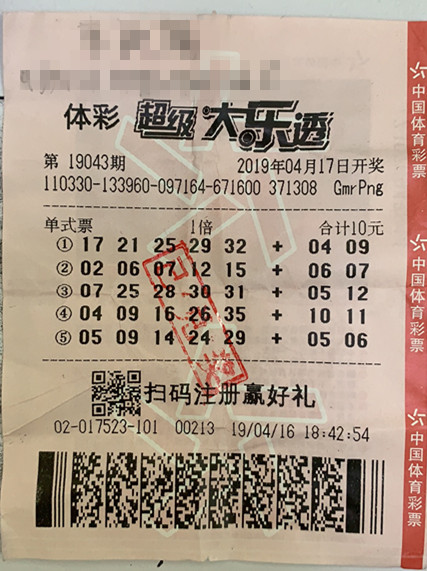 体彩 超级大乐透
第 19043期 2019年04月17日开奖
110330-133960-097164-671600 371308 GmrPng
单式票 1倍 合计10元
① 17 21 25 29 32 + 04 09
② 02 06 07 12 15 + 06 07
③ 07 25 28 30 31 + 05 12
④ 04 09 16 26 35 + 10 11
⑤ 05 09 14 24 29 + 05 06
扫码注册赢好礼
02-017523-101 00213 19/04/16 18:42:54
中国体育彩票
中国体育彩票
中国体育彩票